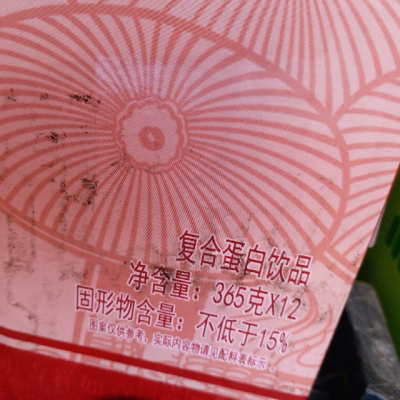 复合蛋白饮品
净含量：365克X12
固形物含量：不低于15%
图案仅供参考，实际内容物请见配料表标示。